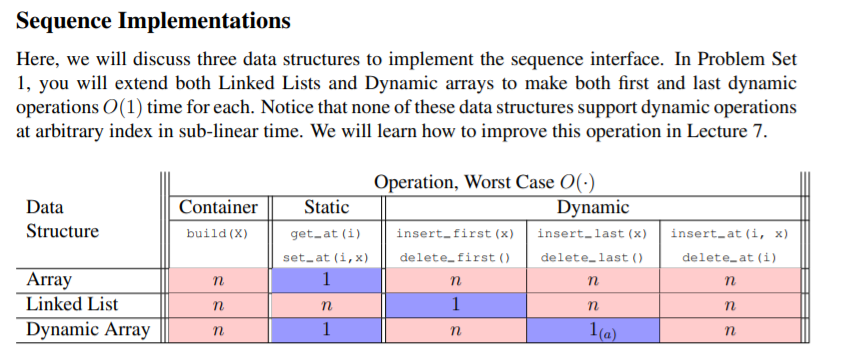 Sequence Implementations
Here, we will discuss three data structures to implement the sequence interface. In Problem Set
1, you will extend both Linked Lists and Dynamic arrays to make both first and last dynamic
operations O(1) time for each. Notice that none of these data structures support dynamic operations
at arbitrary index in sub-linear time. We will learn how to improve this operation in Lecture 7.
Operation, Worst Case O(·)
Data Container Static Dynamic
Structure build(X) get_at(i) insert_first(x) insert_last(x) insert_at(i, x)
set_at(i,x) delete_first() delete_last() delete_at(i)
Array n 1 n n n
Linked List n n 1 n n
Dynamic Array n 1 n 1(a) n